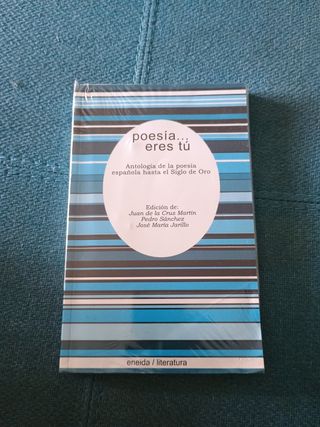 poesía...
eres tú
Antología de la poesía
española hasta el Siglo de Oro
Edición de:
Juan de la Cruz Martín
Pedro Sánchez
José María Jarillo
eneida / literatura